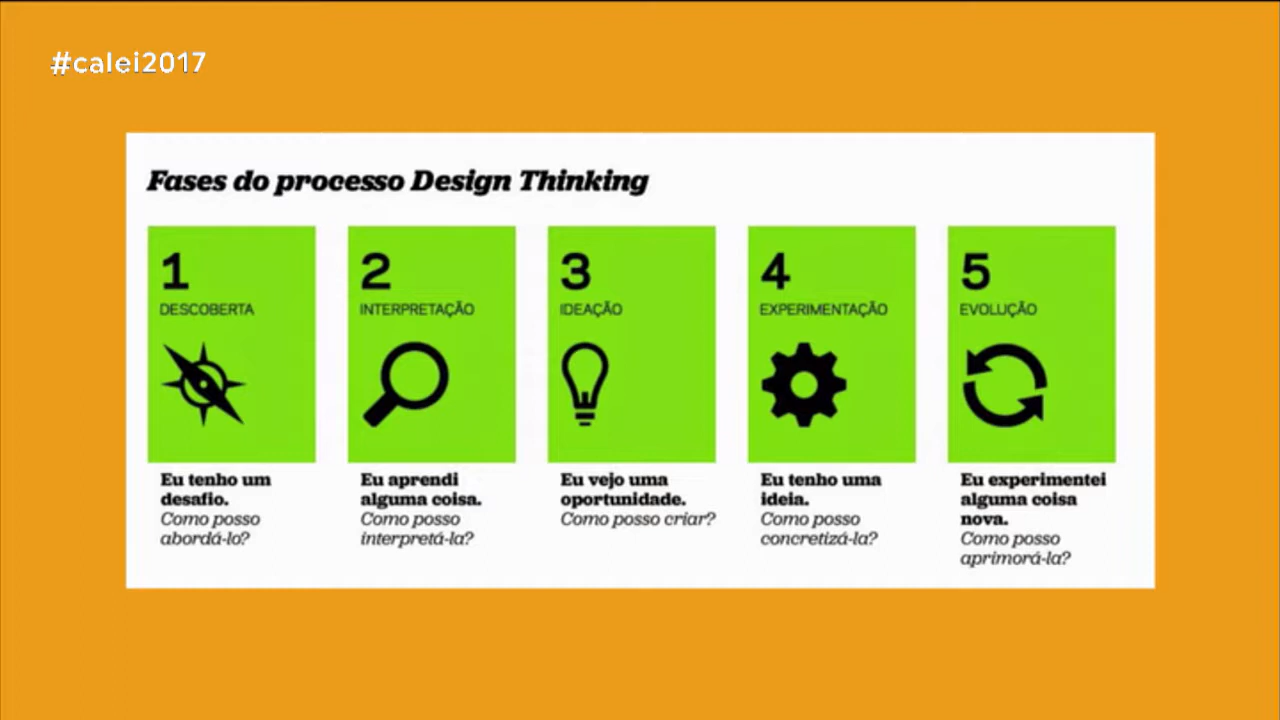 #calei2017
Fases do processo Design Thinking
1
DESCOBERTA
Eu tenho um
desafio.
Como posso
abordá-lo?
2
INTERPRETAÇÃO
Eu aprendi
alguma coisa.
Como posso
interpretá-la?
3
IDEAÇÃO
Eu vejo uma
oportunidade.
Como posso criar?
4
EXPERIMENTAÇÃO
Eu tenho uma
ideia.
Como posso
concretizá-la?
5
EVOLUÇÃO
Eu experimentei
alguma coisa
nova.
Como posso
aprimorá-la?